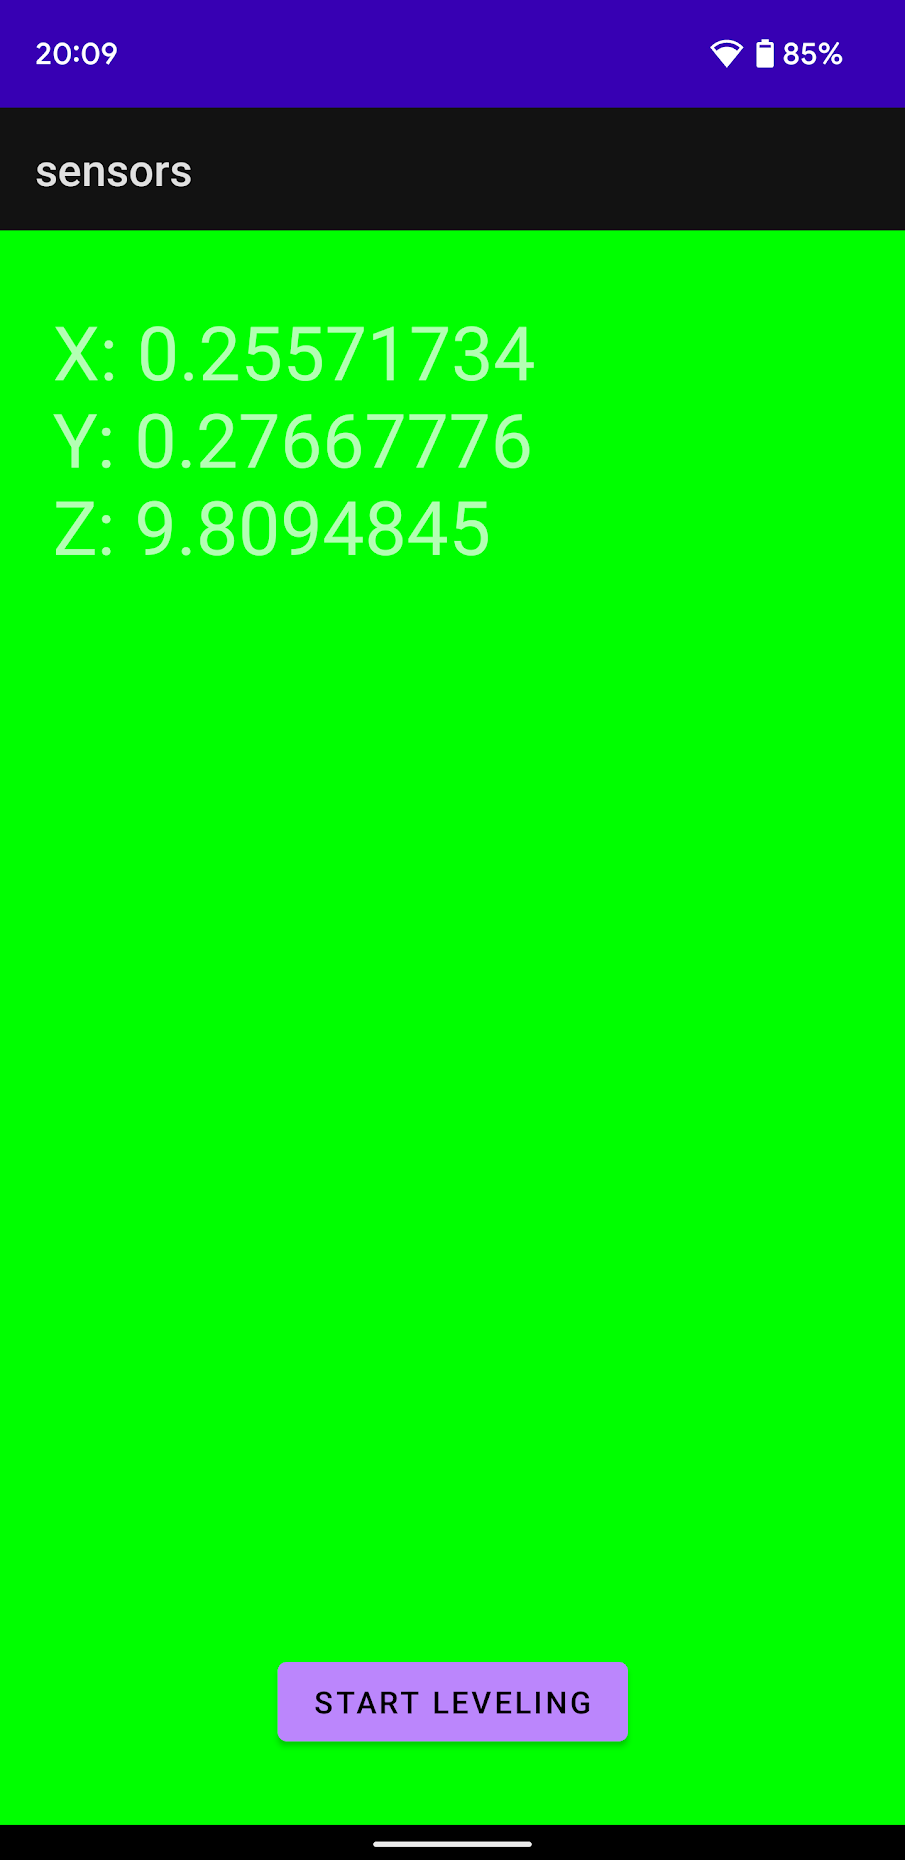 20:09 85%
sensors
X: 0.25571734
Y: 0.27667776
Z: 9.8094845
START LEVELING